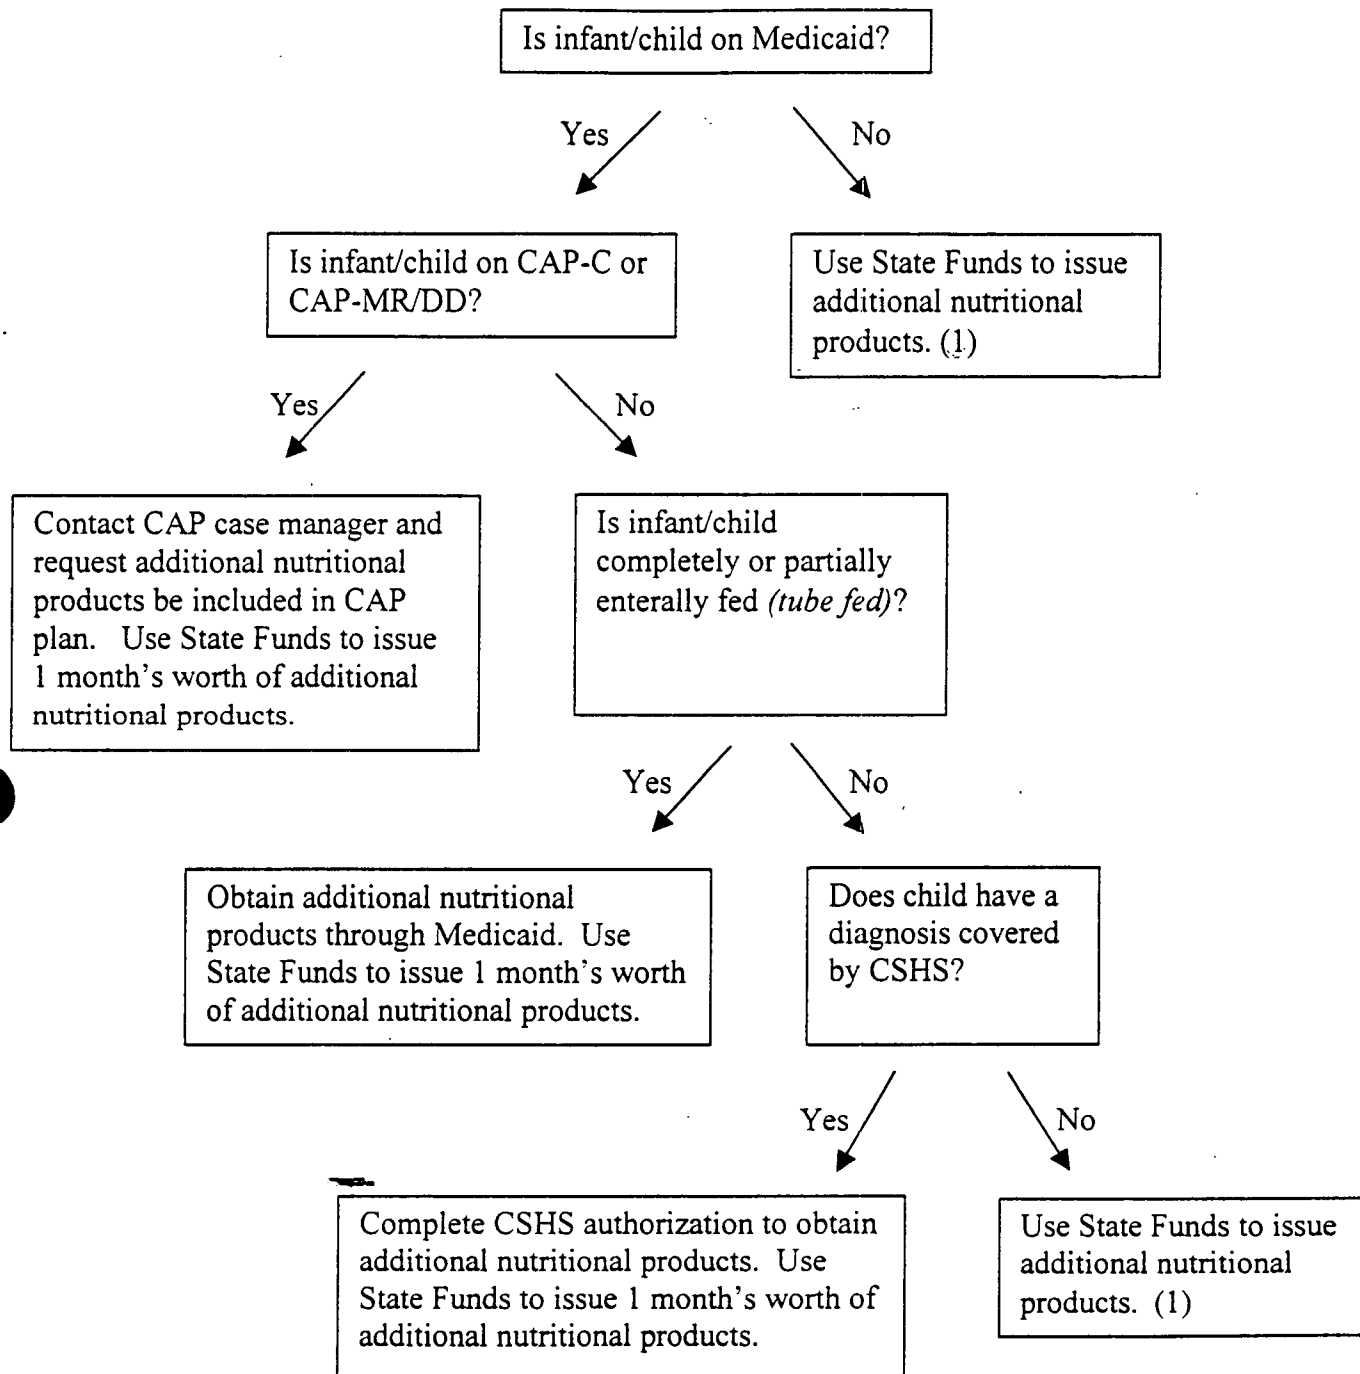 Is infant/child on Medicaid?
Yes
No
Is infant/child on CAP-C or
CAP-MR/DD?
Use State Funds to issue
additional nutritional
products. (1)
Yes
No
Contact CAP case manager and
request additional nutritional
products be included in CAP
plan. Use State Funds to issue
1 month's worth of additional
nutritional products.
Is infant/child
completely or partially
enterally fed (tube fed)?
Yes
No
Obtain additional nutritional
products through Medicaid. Use
State Funds to issue 1 month's worth
of additional nutritional products.
Does child have a
diagnosis covered
by CSHS?
Yes
No
Complete CSHS authorization to obtain
additional nutritional products. Use
State Funds to issue 1 month's worth of
additional nutritional products.
Use State Funds to issue
additional nutritional
products. (1)